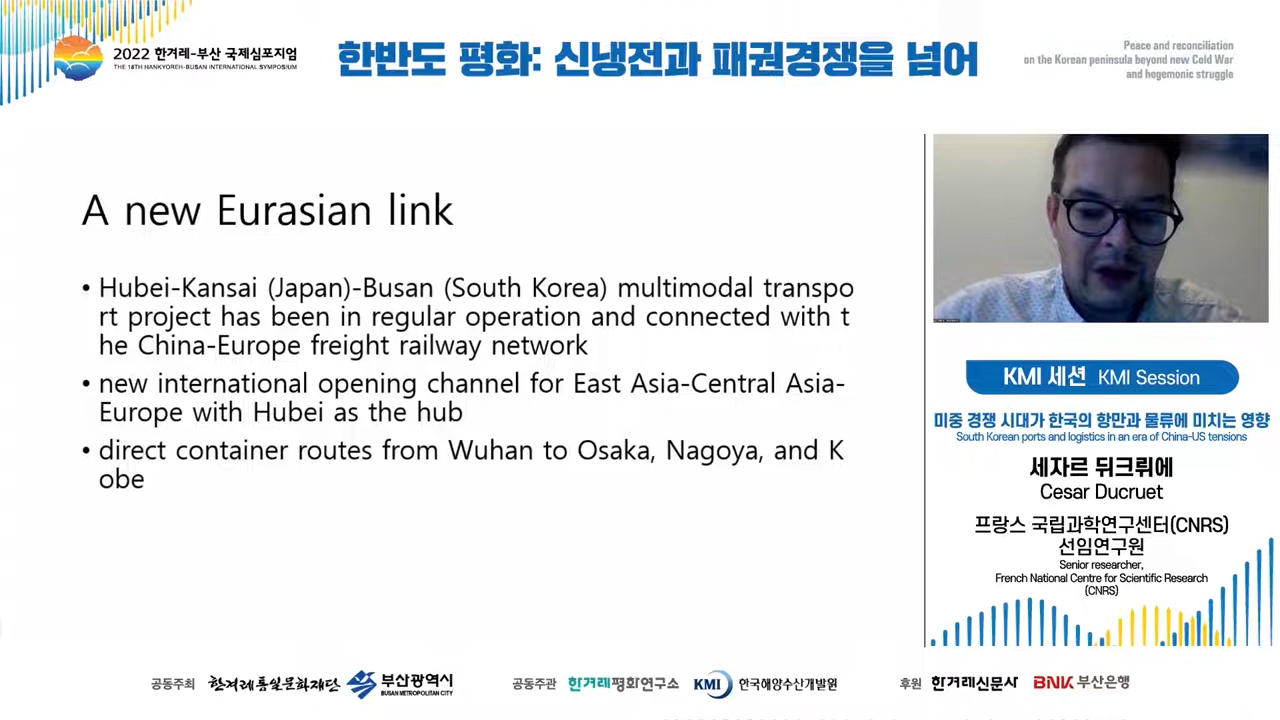 2022 한겨레-부산 국제심포지엄
THE 18TH HANKYOREH-BUSAN INTERNATIONAL SYMPOSIUM
한반도 평화: 신냉전과 패권경쟁을 넘어
Peace and reconciliation
on the Korean peninsula beyond new Cold War
and hegemonic struggle
A new Eurasian link
• Hubei-Kansai (Japan)-Busan (South Korea) multimodal transpo
rt project has been in regular operation and connected with t
he China-Europe freight railway network
• new international opening channel for East Asia-Central Asia-
Europe with Hubei as the hub
• direct container routes from Wuhan to Osaka, Nagoya, and K
obe
KMI 세션 KMI Session
미중 경쟁 시대가 한국의 항만과 물류에 미치는 영향
South Korean ports and logistics in an era of China-US tensions
세자르 뒤크뤼에
Cesar Ducruet
프랑스 국립과학연구센터(CNRS)
선임연구원
Senior researcher,
French National Centre for Scientific Research
(CNRS)
공동주최 한겨레통일문화재단 부산광역시 BUSAN METROPOLITAN CITY 공동주관 한겨레평화연구소 KMI 한국해양수산개발원 후원 한겨레신문사 BNK 부산은행